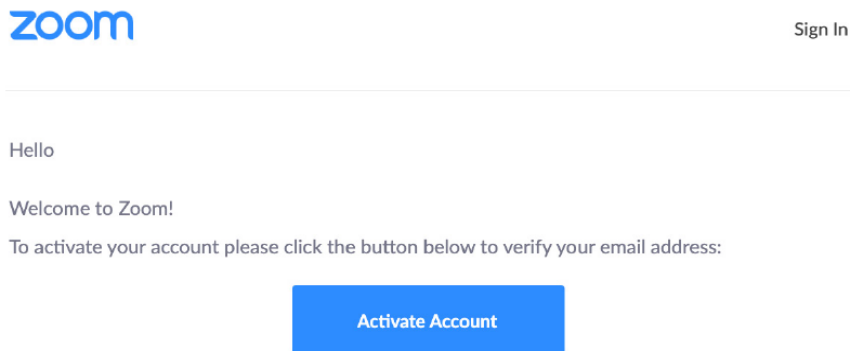 zoom
Sign In
Hello
Welcome to Zoom!
To activate your account please click the button below to verify your email address:
Activate Account